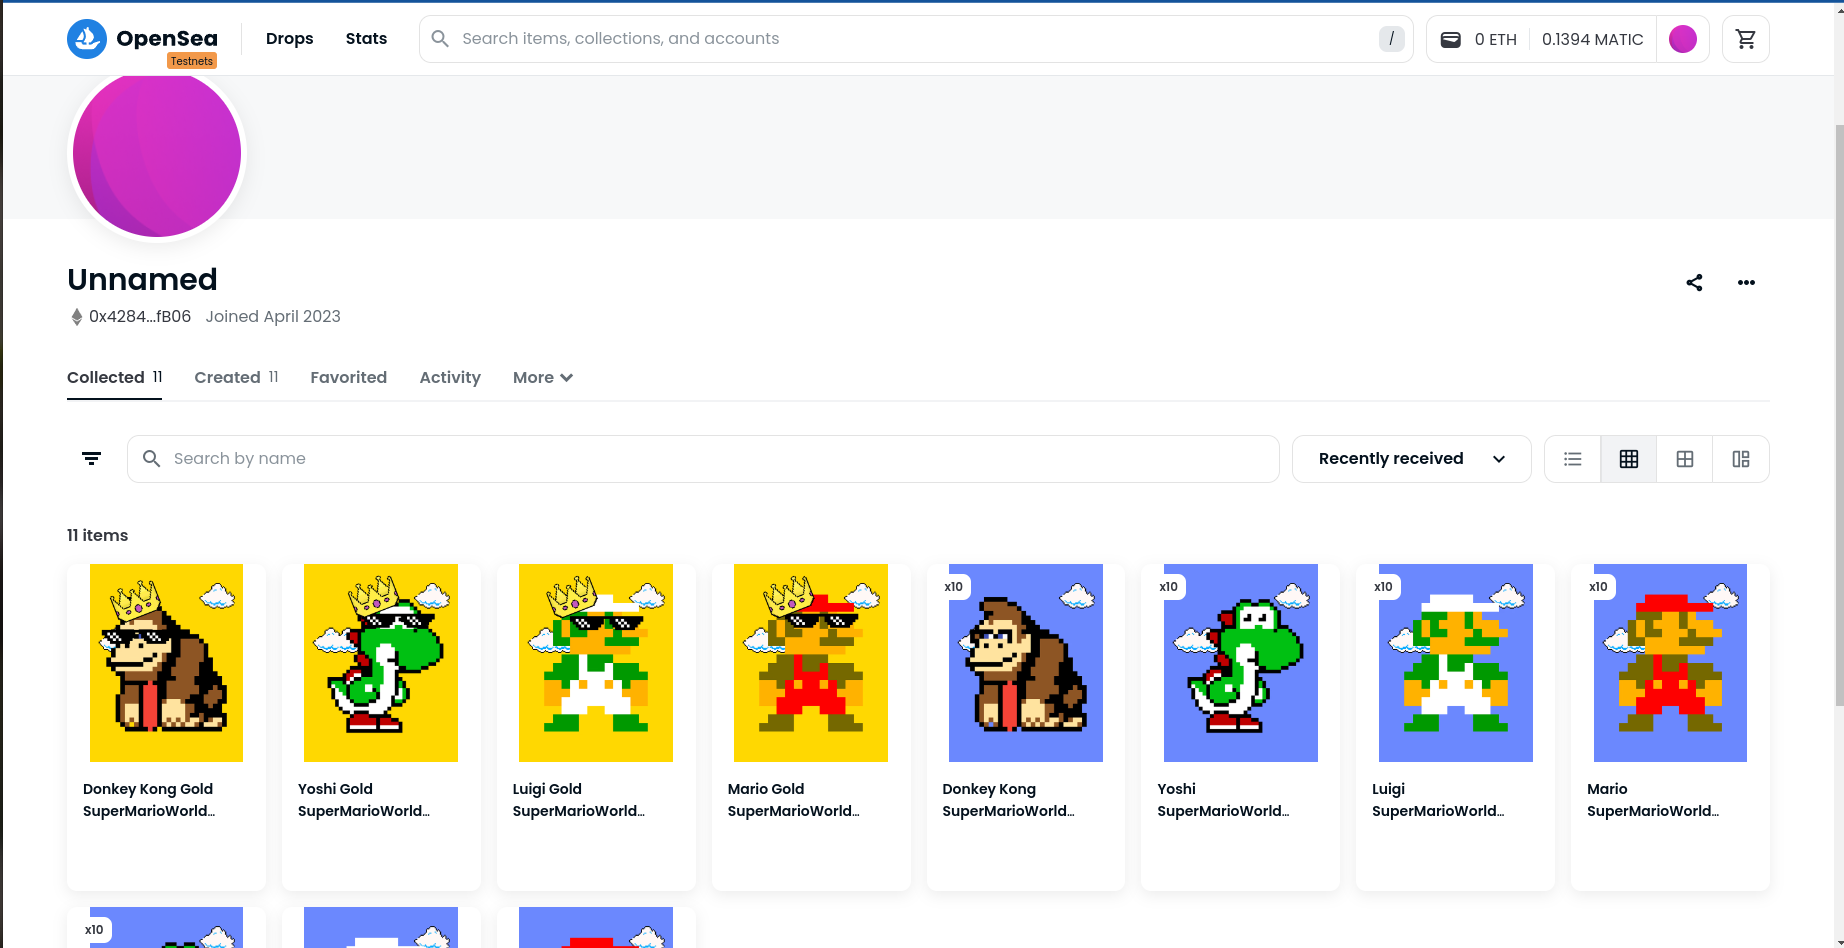 OpenSea
Testnets
Drops
Stats
Search items, collections, and accounts
/
0 ETH
0.1394 MATIC
Unnamed
0x4284...fB06 Joined April 2023
Collected 11
Created 11
Favorited
Activity
More
Search by name
Recently received
11 items
x10
x10
x10
x10
Donkey Kong Gold
SuperMarioWorld...
Yoshi Gold
SuperMarioWorld...
Luigi Gold
SuperMarioWorld...
Mario Gold
SuperMarioWorld...
Donkey Kong
SuperMarioWorld...
Yoshi
SuperMarioWorld...
Luigi
SuperMarioWorld...
Mario
SuperMarioWorld...
x10